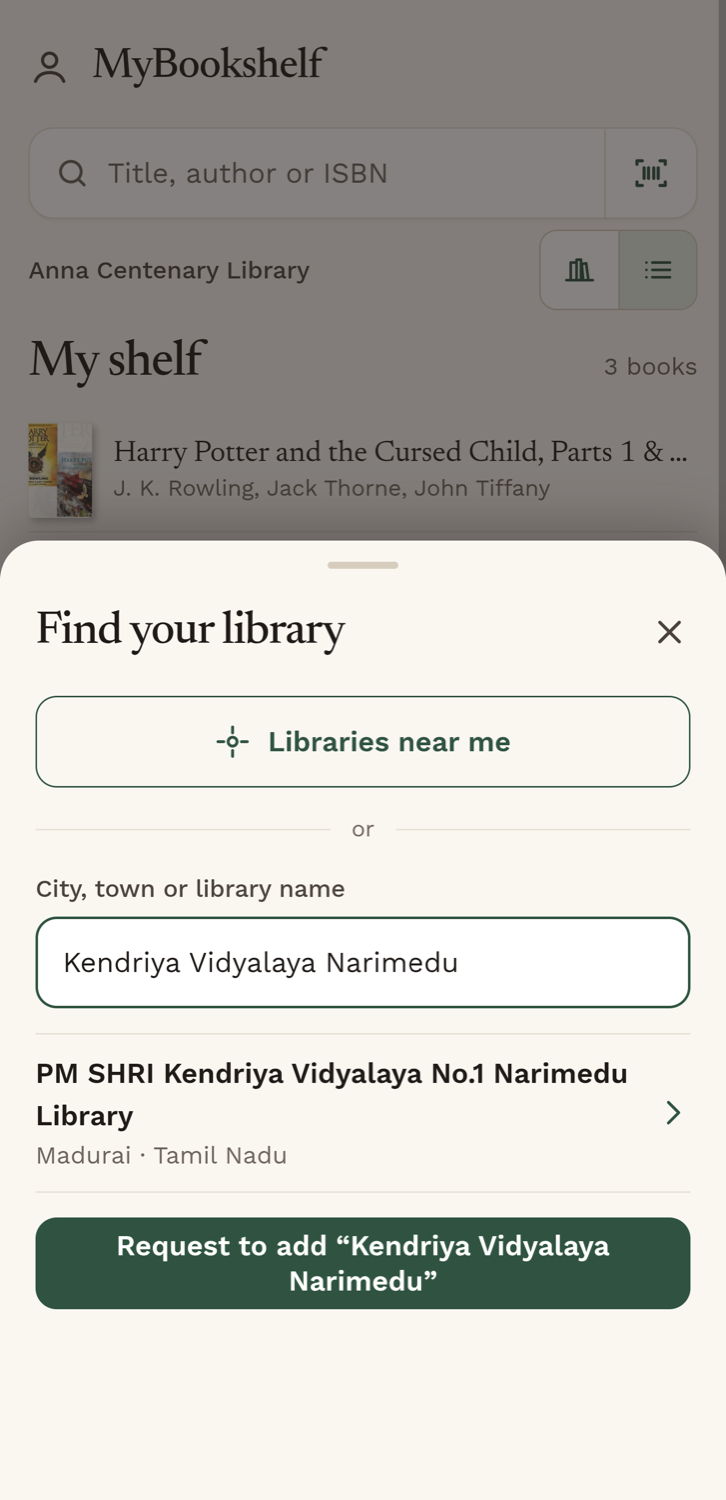 MyBookshelf
Title, author or ISBN
Anna Centenary Library
My shelf
3 books
Harry Potter and the Cursed Child, Parts 1 & ...
J. K. Rowling, Jack Thorne, John Tiffany
Find your library
Libraries near me
or
City, town or library name
Kendriya Vidyalaya Narimedu
PM SHRI Kendriya Vidyalaya No.1 Narimedu
Library
Madurai · Tamil Nadu
Request to add “Kendriya Vidyalaya
Narimedu”